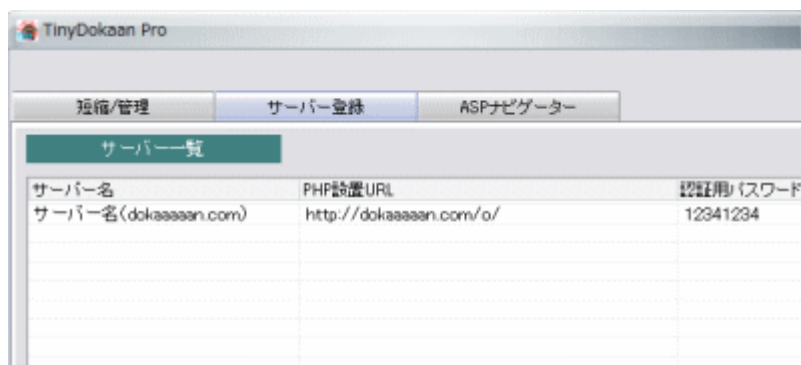 TinyDokaan Pro
短縮/管理 サーバー登録 ASPナビゲーター
サーバー一覧
サーバー名 PHP設置URL 認証用パスワード
サーバー名(dokaaaaan.com) http://dokaaaaan.com/o/ 12341234